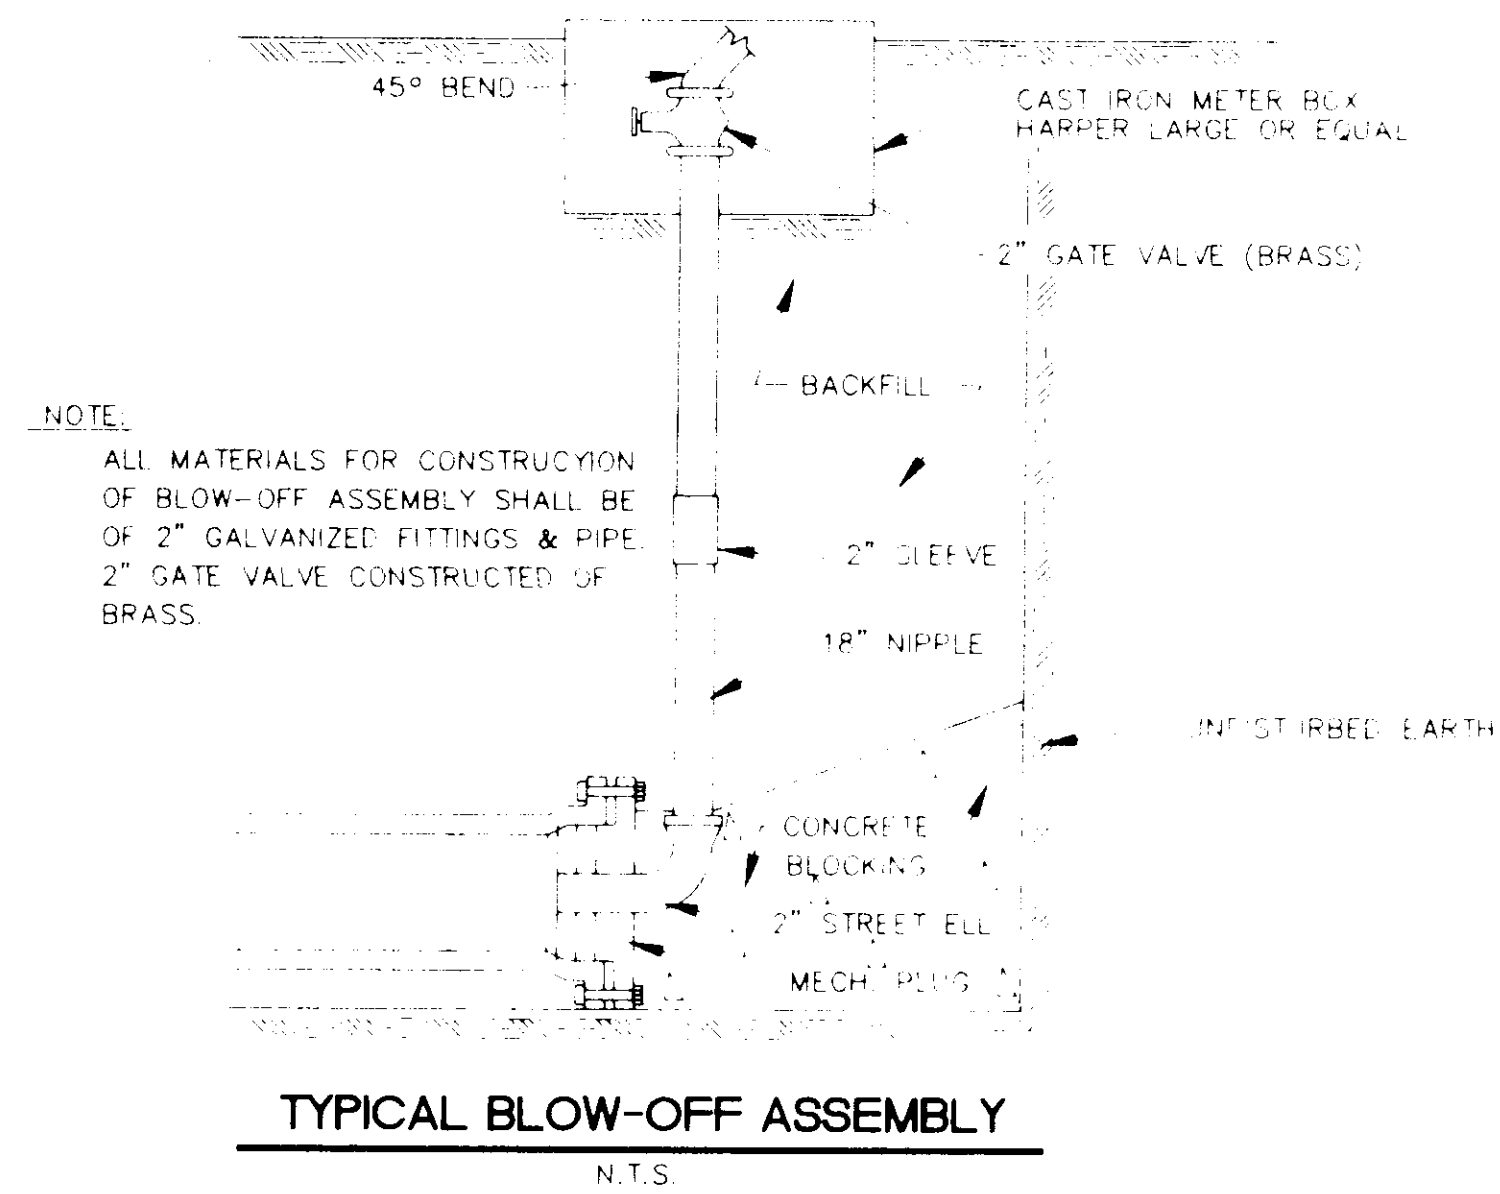 45° BEND
CAST IRON METER BOX
HARPER LARGE OR EQUAL
2" GATE VALVE (BRASS)
BACKFILL
NOTE:
ALL MATERIALS FOR CONSTRUCYION
OF BLOW-OFF ASSEMBLY SHALL BE
OF 2" GALVANIZED FITTINGS & PIPE.
2" GATE VALVE CONSTRUCTED OF
BRASS.
2" SLEEVE
18" NIPPLE
UNDISTURBED EARTH
CONCRETE
BLOCKING
2" STREET ELL
MECH. PLUG
TYPICAL BLOW-OFF ASSEMBLY
N.T.S.